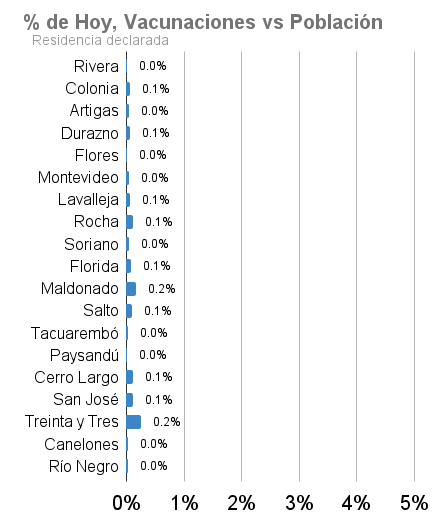 % de Hoy, Vacunaciones vs Población
Residencia declarada
Rivera 0.0%
Colonia 0.1%
Artigas 0.0%
Durazno 0.1%
Flores 0.0%
Montevideo 0.0%
Lavalleja 0.1%
Rocha 0.1%
Soriano 0.0%
Florida 0.1%
Maldonado 0.2%
Salto 0.1%
Tacuarembó 0.0%
Paysandú 0.0%
Cerro Largo 0.1%
San José 0.1%
Treinta y Tres 0.2%
Canelones 0.0%
Río Negro 0.0%
0% 1% 2% 3% 4% 5%